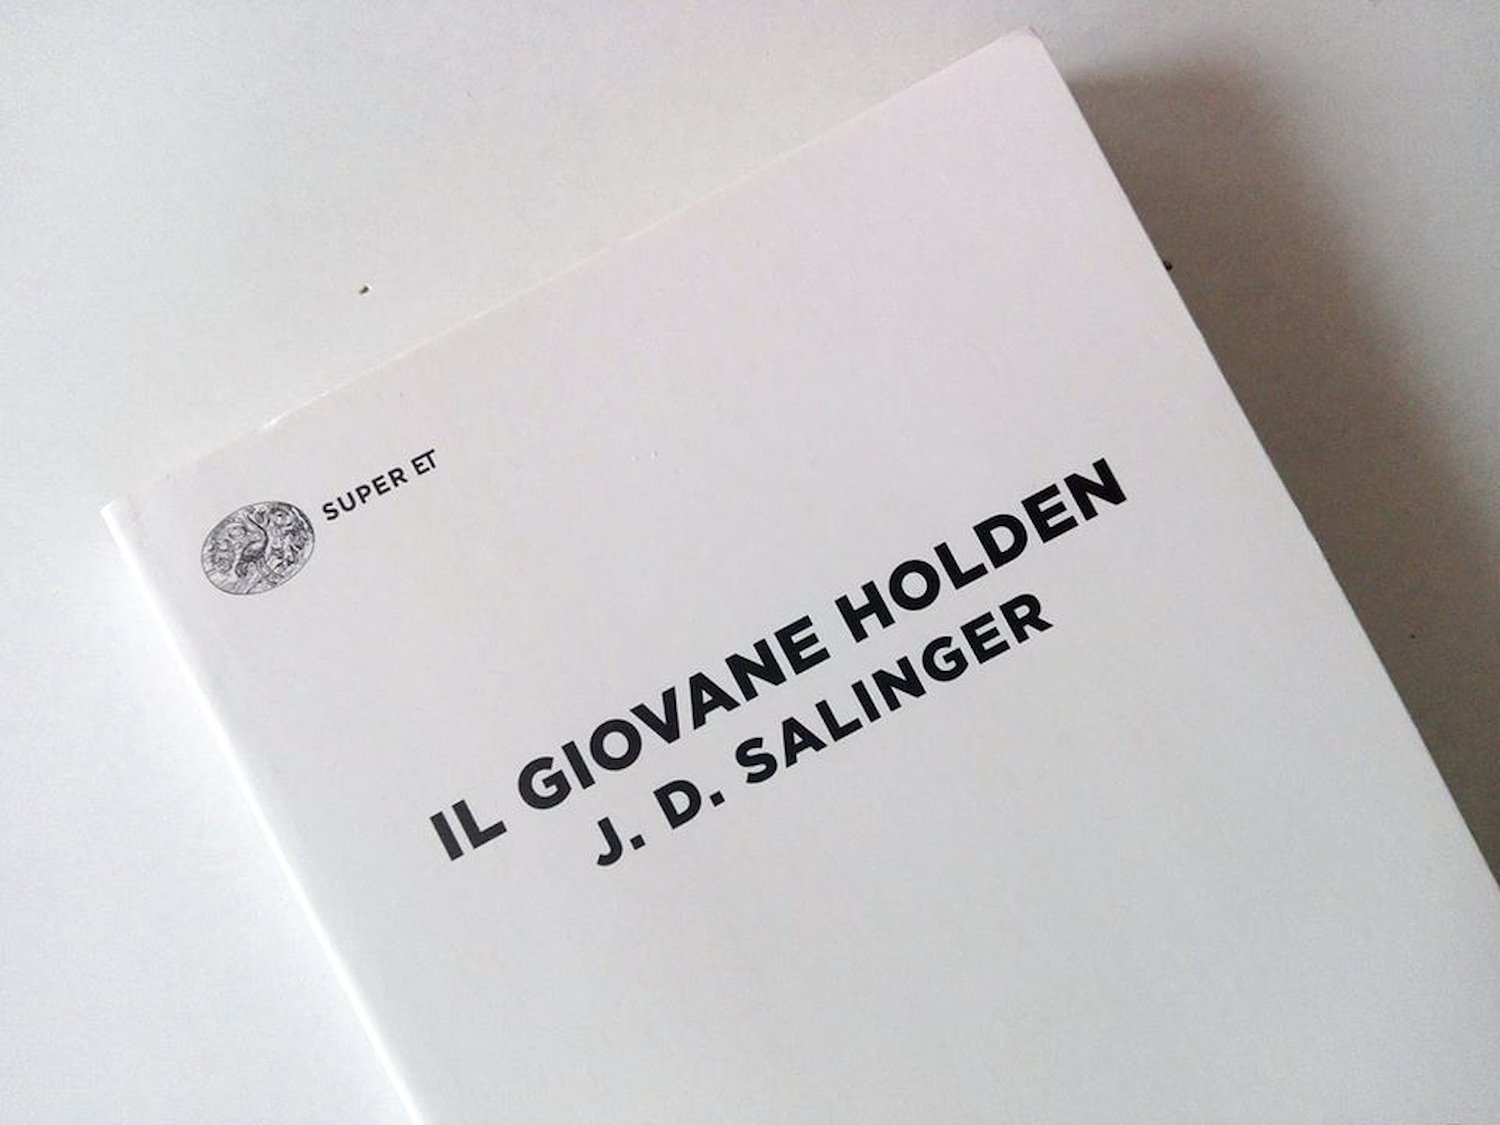 SUPER ET
IL GIOVANE HOLDEN
J. D. SALINGER